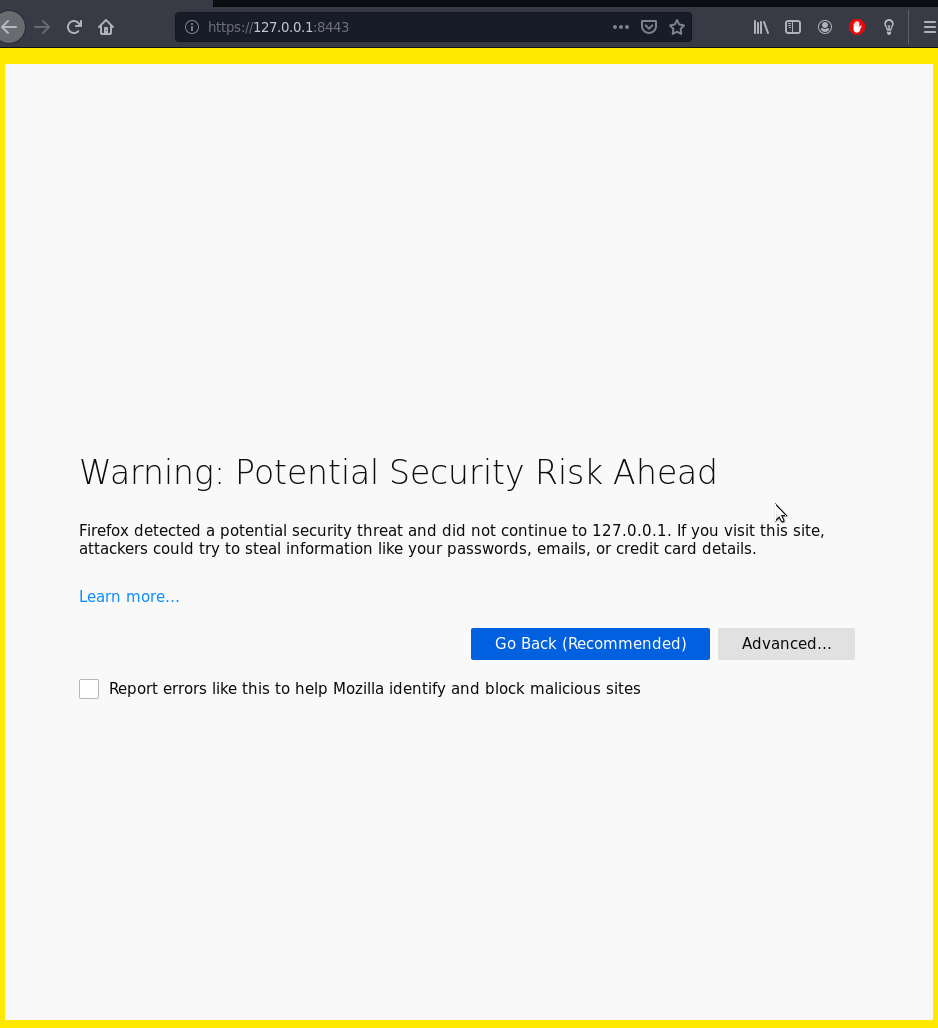 https://127.0.0.1:8443
Warning: Potential Security Risk Ahead
Firefox detected a potential security threat and did not continue to 127.0.0.1. If you visit this site,
attackers could try to steal information like your passwords, emails, or credit card details.
Learn more…
Go Back (Recommended) Advanced…
Report errors like this to help Mozilla identify and block malicious sites